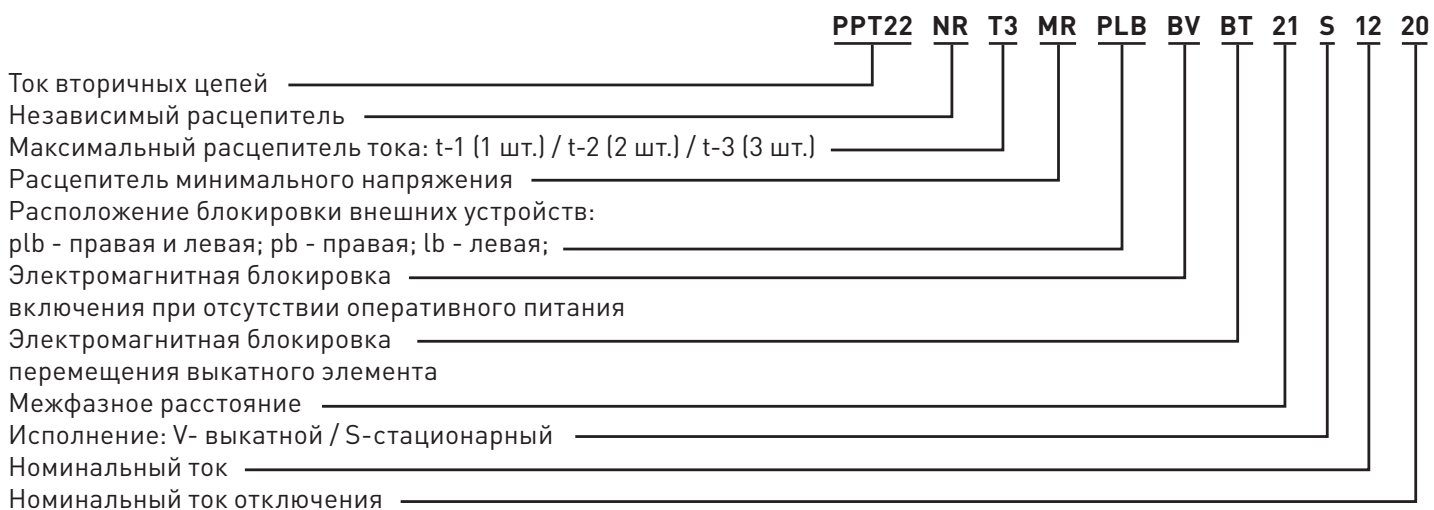 PPT22 NR T3 MR PLB BV BT 21 S 12 20
Ток вторичных цепей
Независимый расцепитель
Максимальный расцепитель тока: t-1 (1 шт.) / t-2 (2 шт.) / t-3 (3 шт.)
Расцепитель минимального напряжения
Расположение блокировки внешних устройств:
plb - правая и левая; pb - правая; lb - левая;
Электромагнитная блокировка
включения при отсутствии оперативного питания
Электромагнитная блокировка
перемещения выкатного элемента
Межфазное расстояние
Исполнение: V- выкатной / S-стационарный
Номинальный ток
Номинальный ток отключения